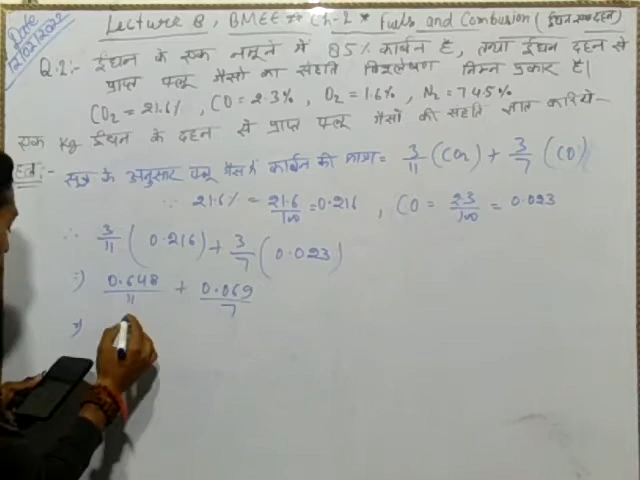 Date 12/02/2022
Lecture 8, BMEE ** Ch-2 * Fuels and Combusion (ईंधन एवं दहन)
Q.2:- ईंधन के एक नमूने में 85% कार्बन है, तथा ईंधन दहन से
प्राप्त फ्लू गैसों का संहति विश्लेषण निम्न प्रकार है।
CO₂ = 21.6%, CO = 2.3%, O₂ = 1.6%, N₂ = 74.5%
एक Kg ईंधन के दहन से प्राप्त फ्लू गैसों की संहति ज्ञात करिये-
हल:- सूत्र के अनुसार फ्लू गैस में कार्बन की मात्रा = 3/11 (CO₂) + 3/7 (CO)
∵ 21.6% = 21.6/100 = 0.216, CO = 2.3/100 = 0.023
∴ 3/11 (0.216) + 3/7 (0.023)
⇒ 0.648/11 + 0.069/7
⇒